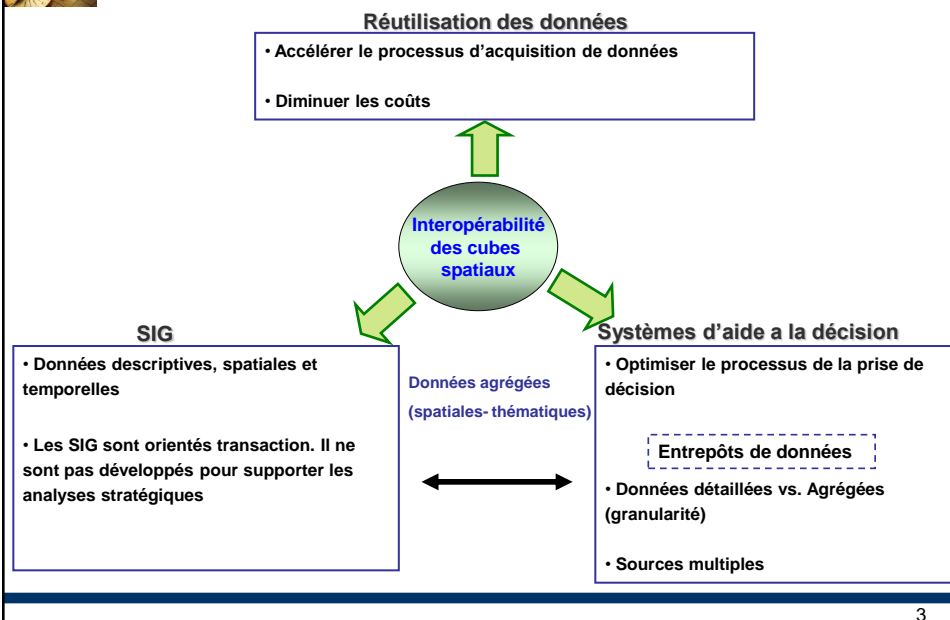 Réutilisation des données
• Accélérer le processus d'acquisition de données
• Diminuer les coûts
Interopérabilité
des cubes
spatiaux
SIG
• Données descriptives, spatiales et
temporelles
• Les SIG sont orientés transaction. Il ne
sont pas développés pour supporter les
analyses stratégiques
Données agrégées
(spatiales- thématiques)
Systèmes d'aide a la décision
• Optimiser le processus de la prise de
décision
Entrepôts de données
• Données détaillées vs. Agrégées
(granularité)
• Sources multiples
3